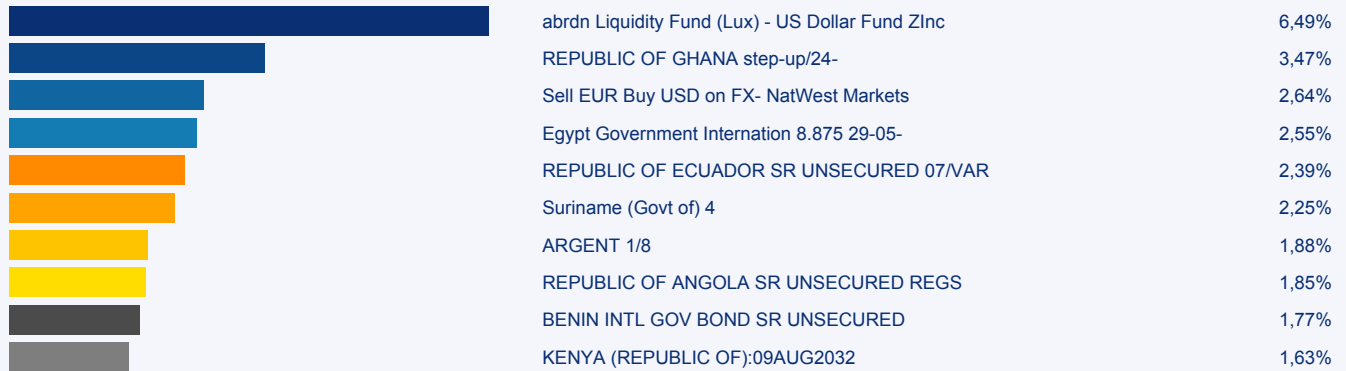 abrdn Liquidity Fund (Lux) - US Dollar Fund ZInc 6,49%
REPUBLIC OF GHANA step-up/24- 3,47%
Sell EUR Buy USD on FX- NatWest Markets 2,64%
Egypt Government Internation 8.875 29-05- 2,55%
REPUBLIC OF ECUADOR SR UNSECURED 07/VAR 2,39%
Suriname (Govt of) 4 2,25%
ARGENT 1/8 1,88%
REPUBLIC OF ANGOLA SR UNSECURED REGS 1,85%
BENIN INTL GOV BOND SR UNSECURED 1,77%
KENYA (REPUBLIC OF):09AUG2032 1,63%